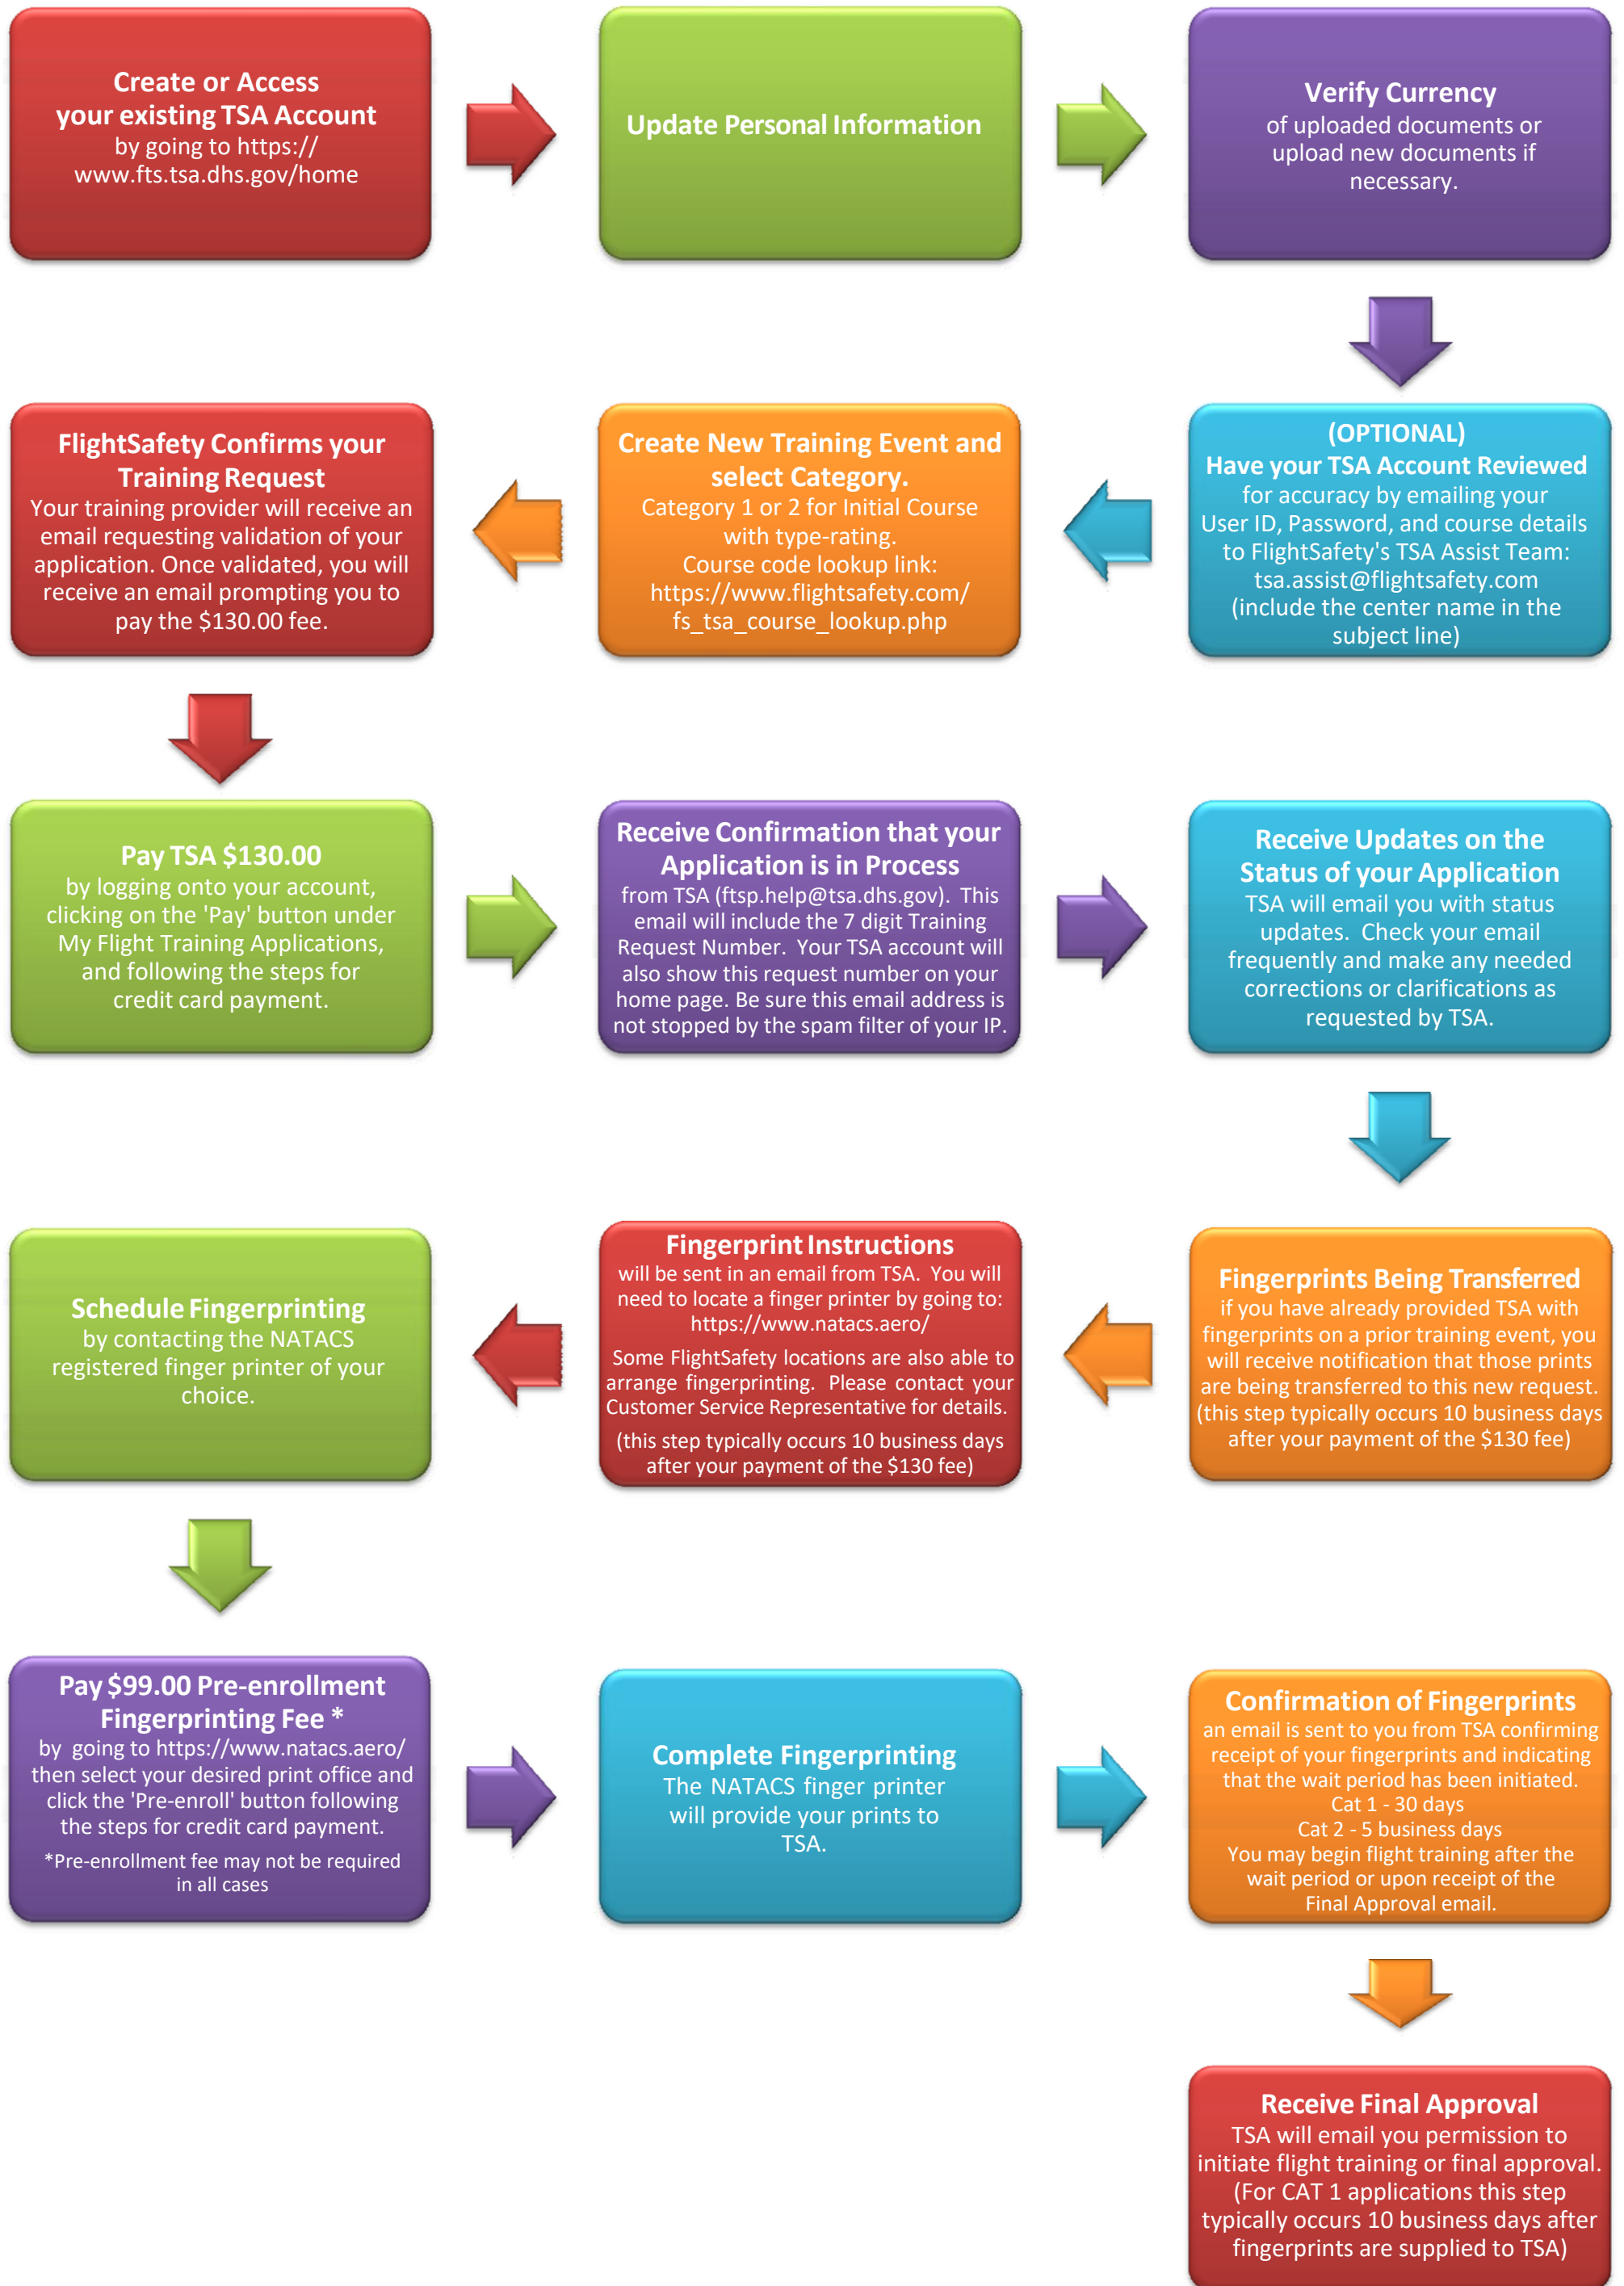 Create or Access
your existing TSA Account
by going to https://
www.fts.tsa.dhs.gov/home
Update Personal Information
Verify Currency
of uploaded documents or
upload new documents if
necessary.
(OPTIONAL)
Have your TSA Account Reviewed
for accuracy by emailing your
User ID, Password, and course details
to FlightSafety's TSA Assist Team:
tsa.assist@flightsafety.com
(include the center name in the
subject line)
Create New Training Event and
select Category.
Category 1 or 2 for Initial Course
with type-rating.
Course code lookup link:
https://www.flightsafety.com/
fs_tsa_course_lookup.php
FlightSafety Confirms your
Training Request
Your training provider will receive an
email requesting validation of your
application. Once validated, you will
receive an email prompting you to
pay the $130.00 fee.
Pay TSA $130.00
by logging onto your account,
clicking on the 'Pay' button under
My Flight Training Applications,
and following the steps for
credit card payment.
Receive Confirmation that your
Application is in Process
from TSA (ftsp.help@tsa.dhs.gov). This
email will include the 7 digit Training
Request Number. Your TSA account will
also show this request number on your
home page. Be sure this email address is
not stopped by the spam filter of your IP.
Receive Updates on the
Status of your Application
TSA will email you with status
updates. Check your email
frequently and make any needed
corrections or clarifications as
requested by TSA.
Fingerprints Being Transferred
if you have already provided TSA with
fingerprints on a prior training event, you
will receive notification that those prints
are being transferred to this new request.
(this step typically occurs 10 business days
after your payment of the $130 fee)
Fingerprint Instructions
will be sent in an email from TSA. You will
need to locate a finger printer by going to:
https://www.natacs.aero/
Some FlightSafety locations are also able to
arrange fingerprinting. Please contact your
Customer Service Representative for details.
(this step typically occurs 10 business days
after your payment of the $130 fee)
Schedule Fingerprinting
by contacting the NATACS
registered finger printer of your
choice.
Pay $99.00 Pre-enrollment
Fingerprinting Fee *
by going to https://www.natacs.aero/
then select your desired print office and
click the 'Pre-enroll' button following
the steps for credit card payment.
*Pre-enrollment fee may not be required
in all cases
Complete Fingerprinting
The NATACS finger printer
will provide your prints to
TSA.
Confirmation of Fingerprints
an email is sent to you from TSA confirming
receipt of your fingerprints and indicating
that the wait period has been initiated.
Cat 1 - 30 days
Cat 2 - 5 business days
You may begin flight training after the
wait period or upon receipt of the
Final Approval email.
Receive Final Approval
TSA will email you permission to
initiate flight training or final approval.
(For CAT 1 applications this step
typically occurs 10 business days after
fingerprints are supplied to TSA)